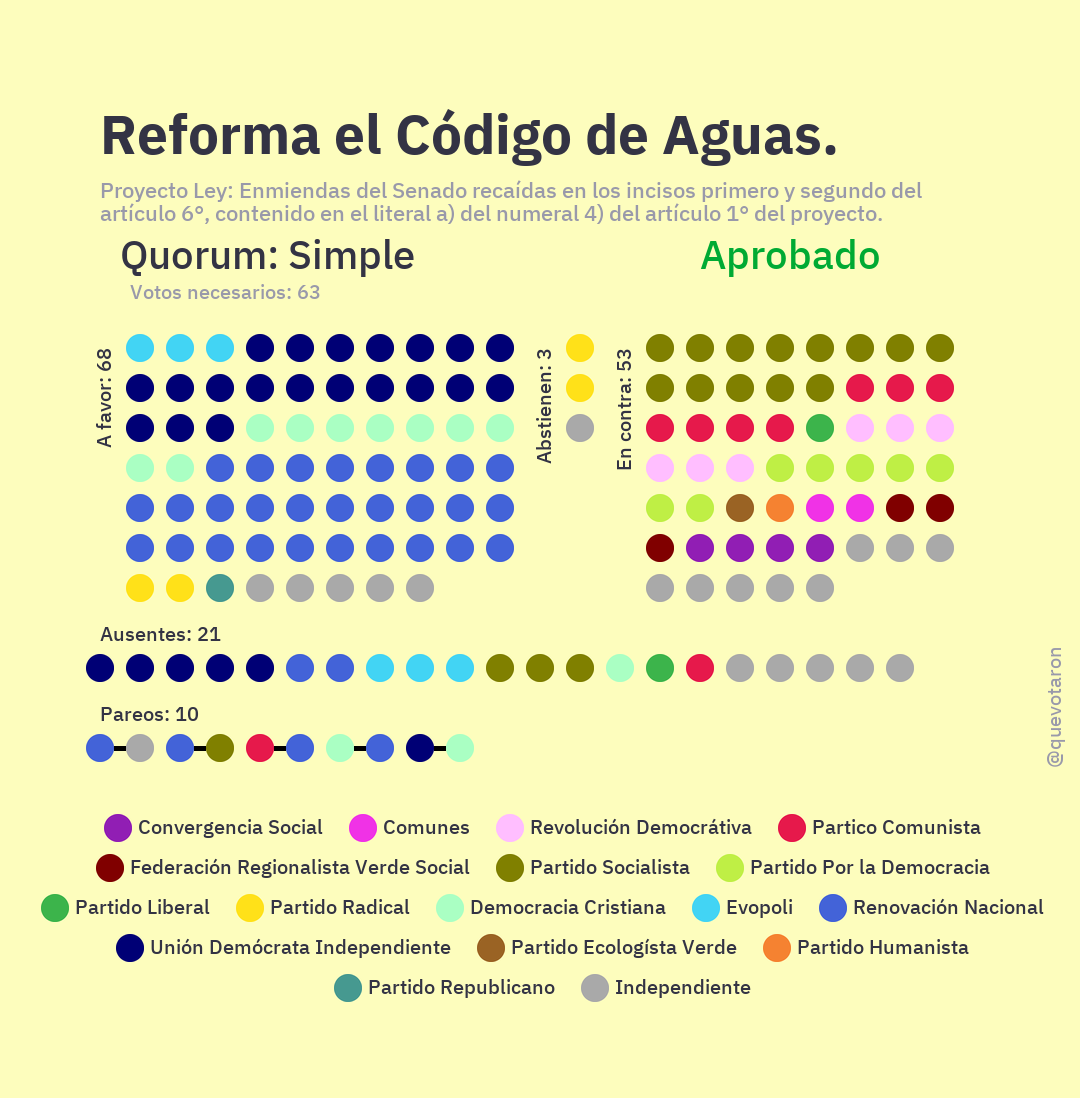 Reforma el Código de Aguas.
Proyecto Ley: Enmiendas del Senado recaídas en los incisos primero y segundo del
artículo 6°, contenido en el literal a) del numeral 4) del artículo 1° del proyecto.
Quorum: Simple
Aprobado
Votos necesarios: 63
A favor: 68
Abstienen: 3
En contra: 53
Ausentes: 21
Pareos: 10
@quevotaron
Convergencia Social Comunes Revolución Democrátiva Partico Comunista
Federación Regionalista Verde Social Partido Socialista Partido Por la Democracia
Partido Liberal Partido Radical Democracia Cristiana Evopoli Renovación Nacional
Unión Demócrata Independiente Partido Ecologísta Verde Partido Humanista
Partido Republicano Independiente